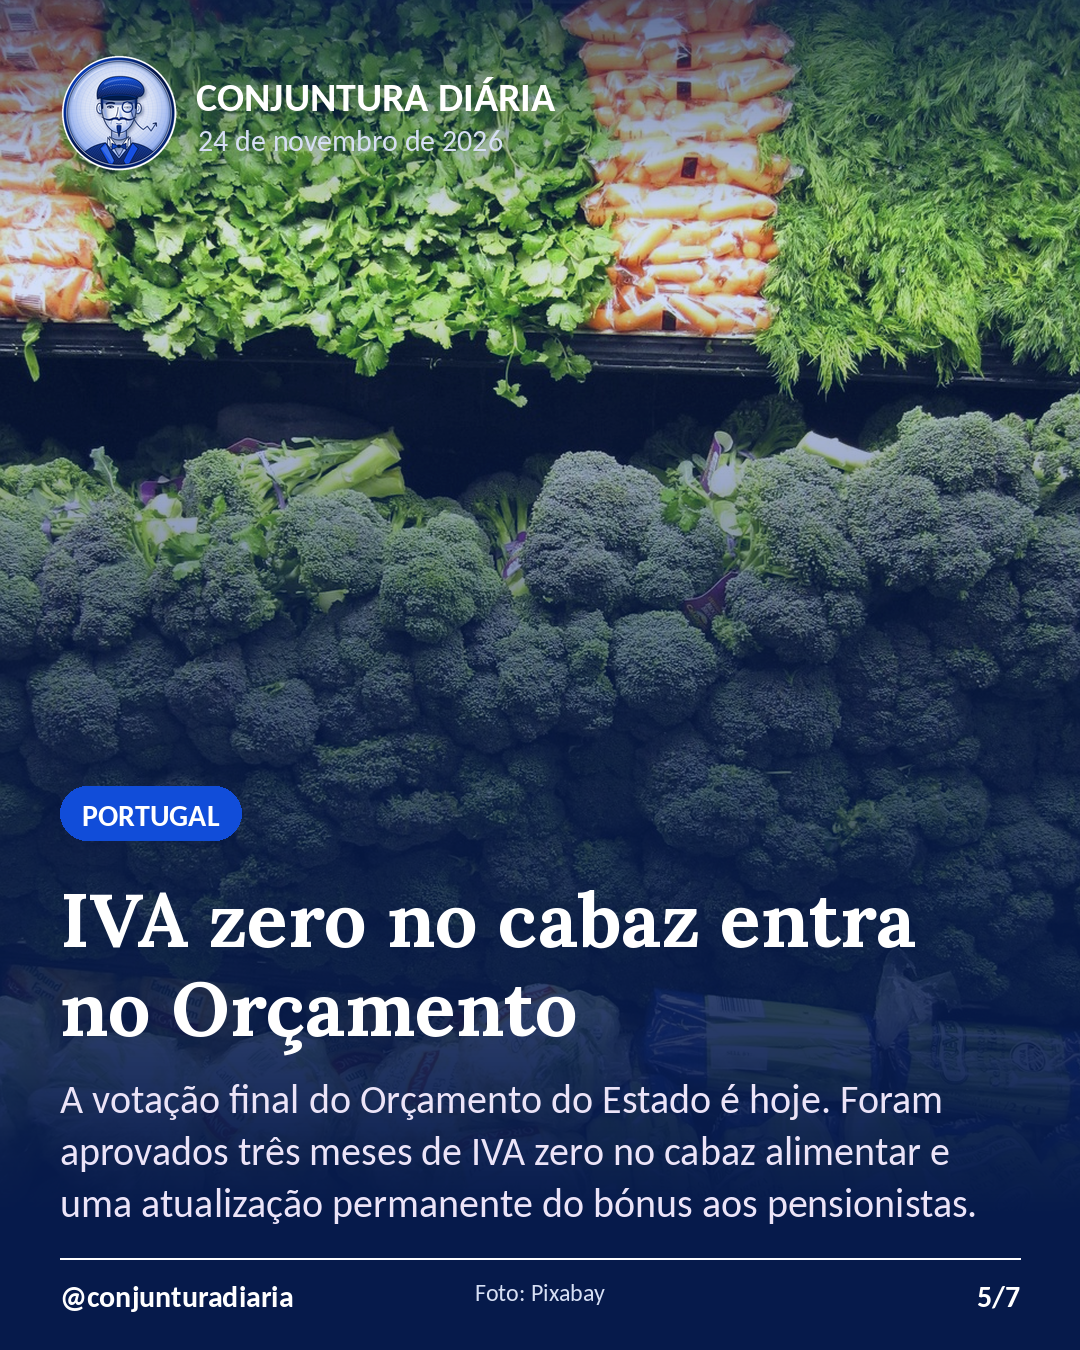 CONJUNTURA DIÁRIA
24 de novembro de 2026
PORTUGAL
IVA zero no cabaz entra
no Orçamento
A votação final do Orçamento do Estado é hoje. Foram
aprovados três meses de IVA zero no cabaz alimentar e
uma atualização permanente do bónus aos pensionistas.
@conjunturadiaria
Foto: Pixabay
5/7